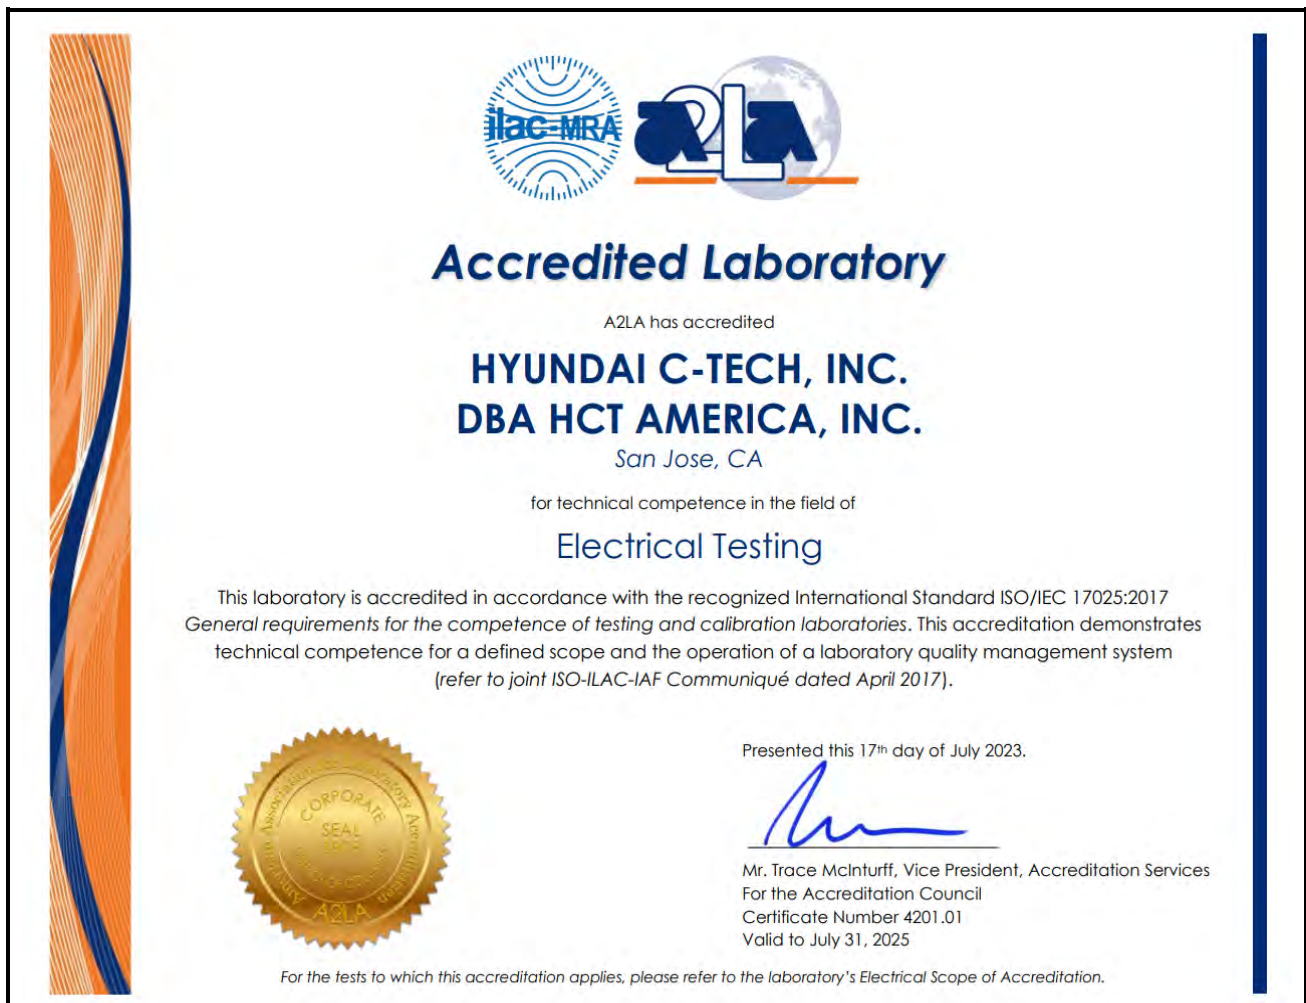 ilac-MRA
A2LA
Accredited Laboratory
A2LA has accredited
HYUNDAI C-TECH, INC.
DBA HCT AMERICA, INC.
San Jose, CA
for technical competence in the field of
Electrical Testing
This laboratory is accredited in accordance with the recognized International Standard ISO/IEC 17025:2017
General requirements for the competence of testing and calibration laboratories. This accreditation demonstrates
technical competence for a defined scope and the operation of a laboratory quality management system
(refer to joint ISO-ILAC-IAF Communiqué dated April 2017).
American Association for Laboratory Accreditation
CORPORATE
SEAL
A2LA
Presented this 17th day of July 2023.
Mr. Trace McInturff, Vice President, Accreditation Services
For the Accreditation Council
Certificate Number 4201.01
Valid to July 31, 2025
For the tests to which this accreditation applies, please refer to the laboratory's Electrical Scope of Accreditation.